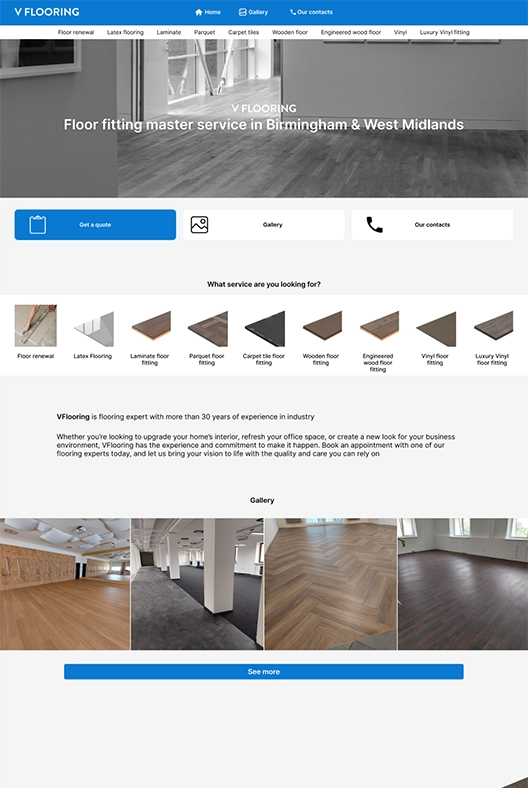 V FLOORING
Home
Gallery
Our contacts
Floor renewal
Latex flooring
Laminate
Parquet
Carpet tiles
Wooden floor
Engineered wood floor
Vinyl
Luxury Vinyl fitting
V FLOORING
Floor fitting master service in Birmingham & West Midlands
Get a quote
Gallery
Our contacts
What service are you looking for?
Floor renewal
Latex Flooring
Laminate floor
fitting
Parquet floor
fitting
Carpet tile floor
fitting
Wooden floor
fitting
Engineered
wood floor
fitting
Vinyl floor
fitting
Luxury Vinyl
floor fitting
VFlooring is flooring expert with more than 30 years of experience in industry
Whether you're looking to upgrade your home's interior, refresh your office space, or create a new look for your business
environment, VFlooring has the experience and commitment to make it happen. Book an appointment with one of our
flooring experts today, and let us bring your vision to life with the quality and care you can rely on
Gallery
See more